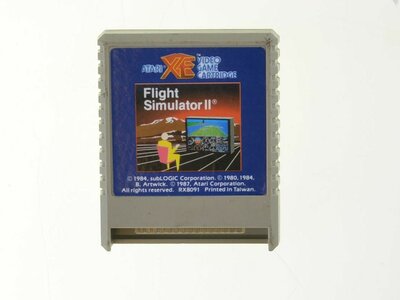 ATARI XE™ VIDEO
GAME
CARTRIDGE
Flight
Simulator II®
© 1984, subLOGIC Corporation. © 1980, 1984,
B. Artwick. © 1987, Atari Corporation.
All rights reserved. RX8091 Printed in Taiwan.